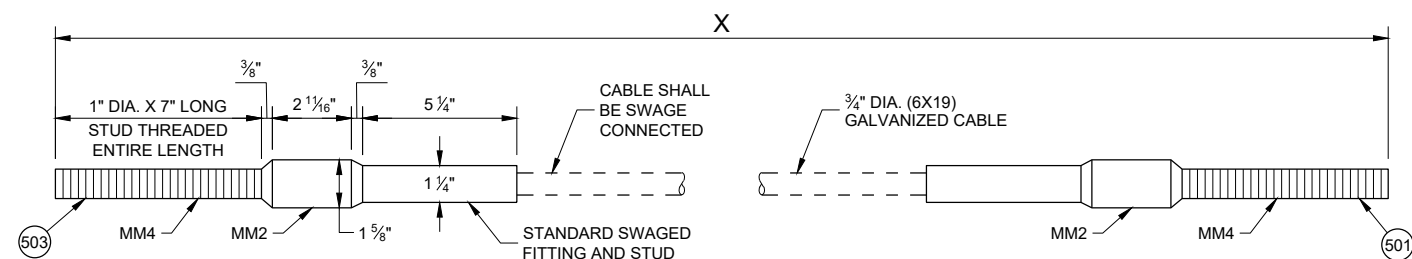 X
3/8"
3/8"
1" DIA. X 7" LONG
STUD THREADED
ENTIRE LENGTH
2 11/16"
5 1/4"
CABLE SHALL
BE SWAGE
CONNECTED
3/4" DIA. (6X19)
GALVANIZED CABLE
1 1/4"
503
MM4
MM2
1 5/8"
STANDARD SWAGED
FITTING AND STUD
MM2
MM4
501